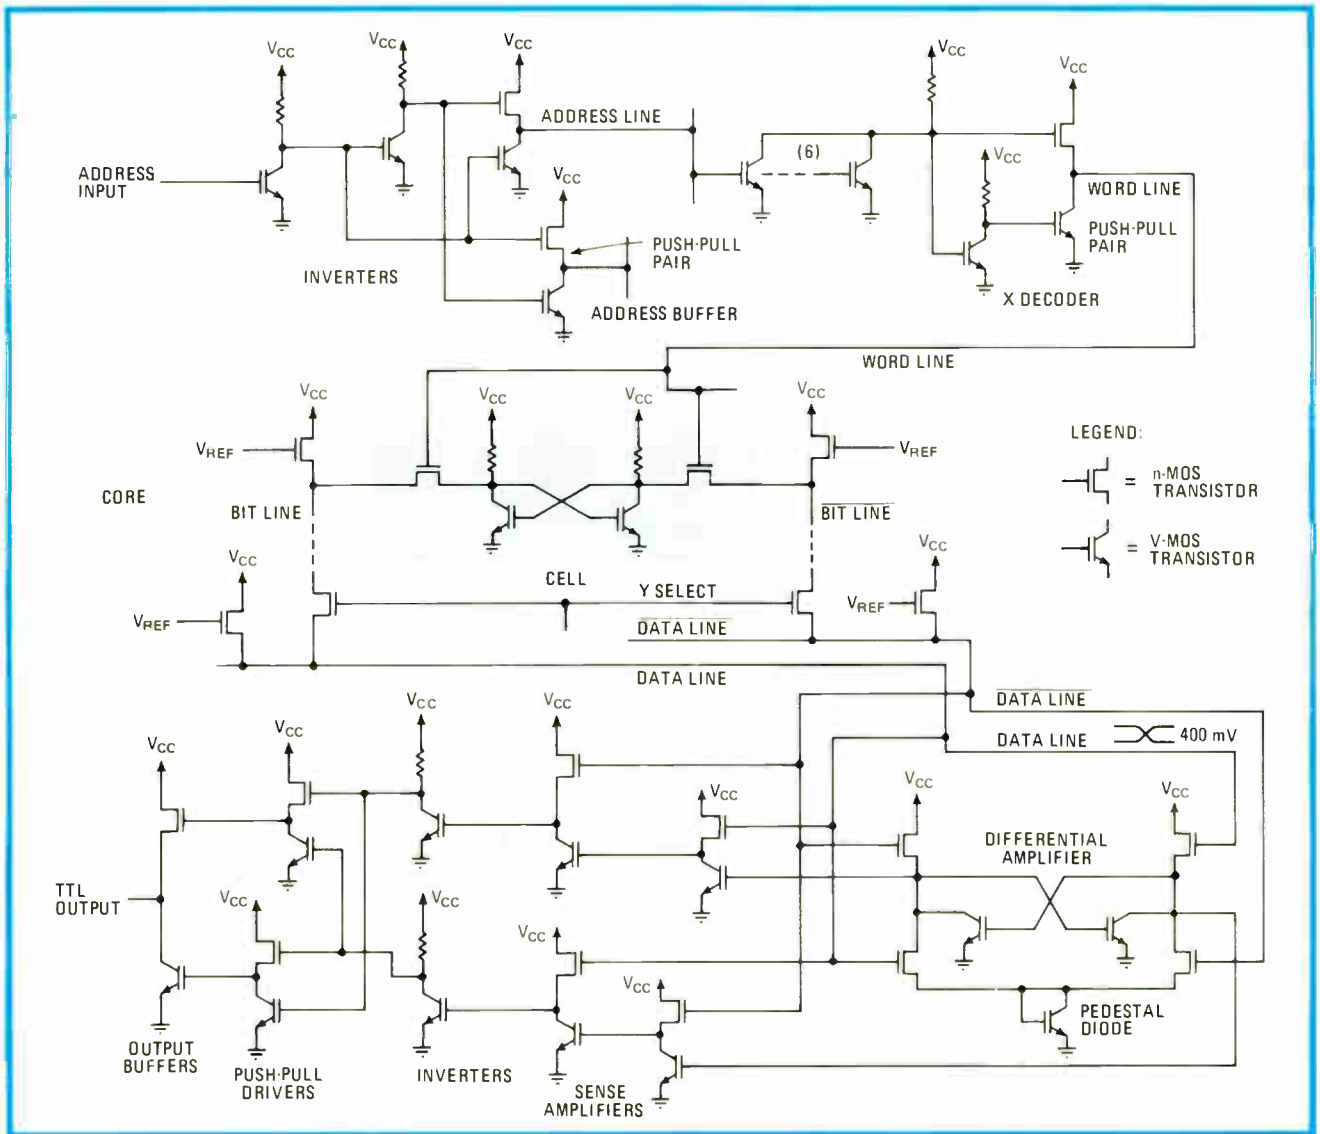 VCC
VCC
VCC
VCC
VCC
ADDRESS LINE
(6)
ADDRESS
INPUT
VCC
VCC
WORD LINE
PUSH-PULL
PAIR
PUSH-PULL
PAIR
INVERTERS
X DECODER
ADDRESS BUFFER
WORD LINE
VCC
VCC
VCC
VCC
VREF
VREF
LEGEND:
= n-MOS
TRANSISTOR
= V-MOS
TRANSISTOR
CORE
BIT LINE
BIT LINE
VCC
VCC
CELL
Y SELECT
VREF
VREF
DATA LINE
DATA LINE
DATA LINE
DATA LINE
400 mV
VCC
VCC
VCC
VCC
VCC
VCC
VCC
DIFFERENTIAL
AMPLIFIER
TTL
OUTPUT
VCC
VCC
VCC
VCC
PEDESTAL
DIODE
OUTPUT
BUFFERS
PUSH-PULL
DRIVERS
INVERTERS
SENSE
AMPLIFIERS